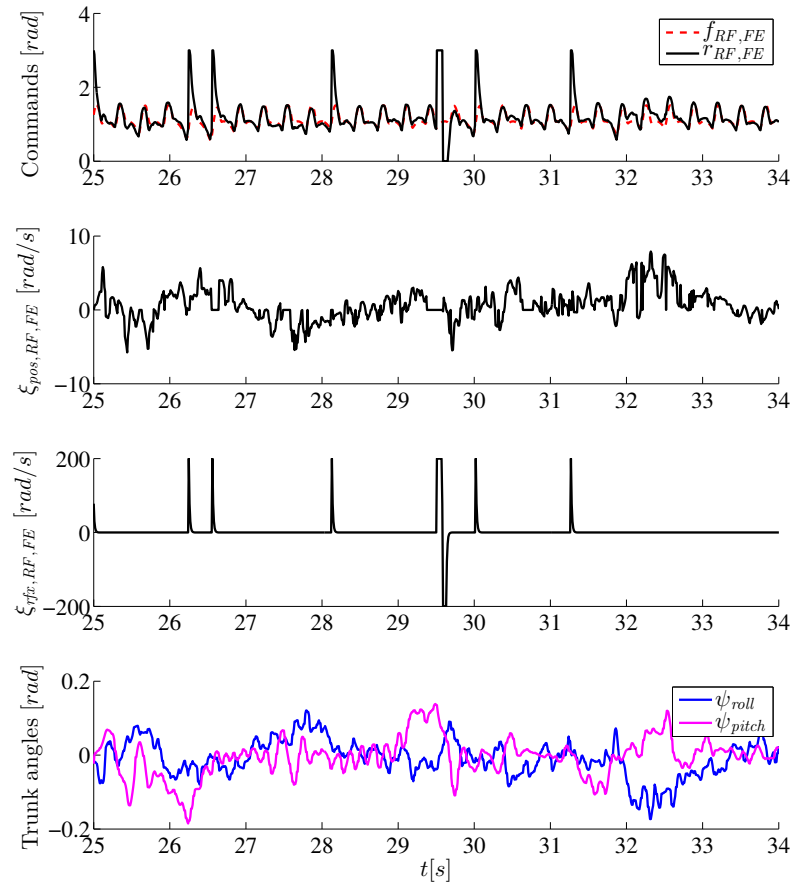 Commands [rad]
4
2
0
f_{RF,FE}
r_{RF,FE}
25 26 27 28 29 30 31 32 33 34
ξ_{pos,RF,FE} [rad/s]
10
0
−10
25 26 27 28 29 30 31 32 33 34
ξ_{rfx,RF,FE} [rad/s]
200
0
−200
25 26 27 28 29 30 31 32 33 34
Trunk angles [rad]
0.2
0
−0.2
ψ_{roll}
ψ_{pitch}
25 26 27 28 29 30 31 32 33 34
t[s]